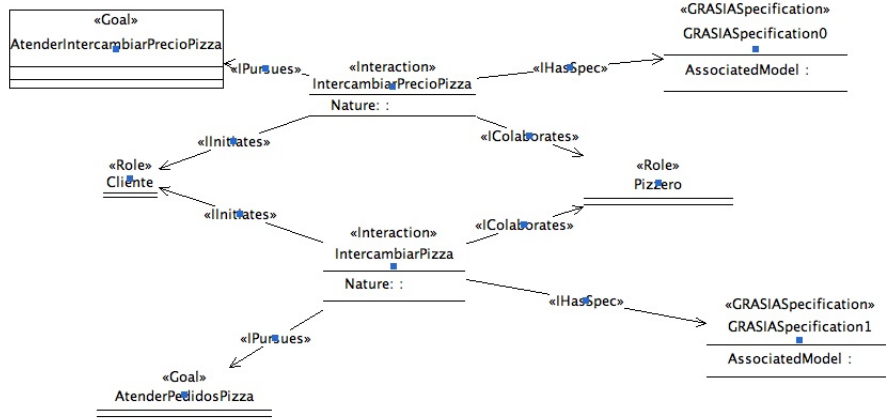 «Goal»
AtenderIntercambiarPrecioPizza
«GRASIASpecification»
GRASIASpecification0
AssociatedModel :
«IPursues»
«Interaction»
IntercambiarPrecioPizza
Nature: :
«IHasSpec»
«IInitiates»
«IColaborates»
«Role»
Cliente
«Role»
Pizzero
«IInitiates»
«Interaction»
IntercambiarPizza
Nature: :
«IColaborates»
«IHasSpec»
«GRASIASpecification»
GRASIASpecification1
AssociatedModel :
«IPursues»
«Goal»
AtenderPedidosPizza